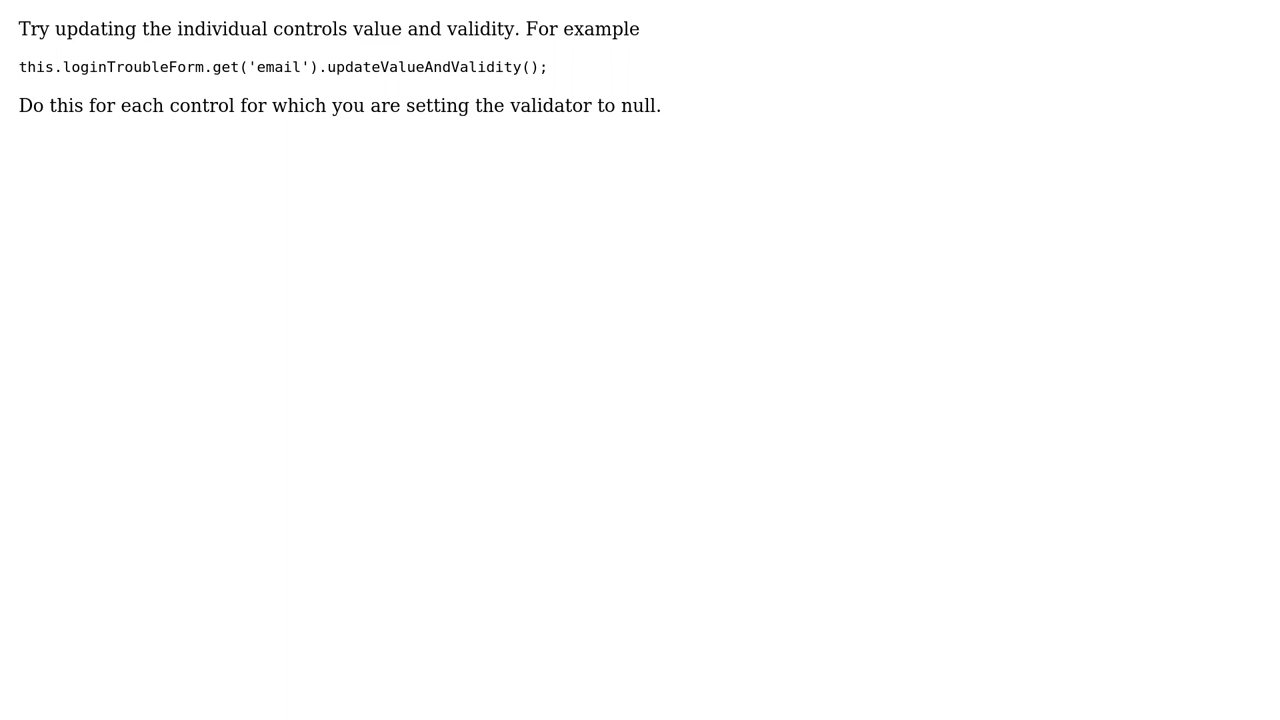 Try updating the individual controls value and validity. For example
this.loginTroubleForm.get('email').updateValueAndValidity();
Do this for each control for which you are setting the validator to null.